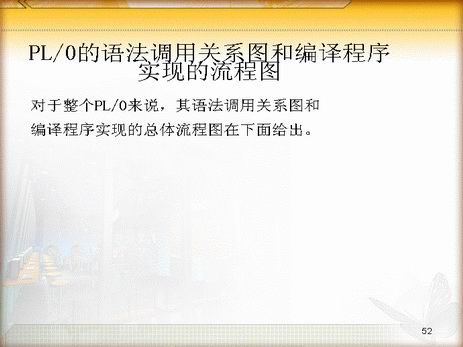 PL/0的语法调用关系图和编译程序
实现的流程图
对于整个PL/0来说，其语法调用关系图和
编译程序实现的总体流程图在下面给出。
52